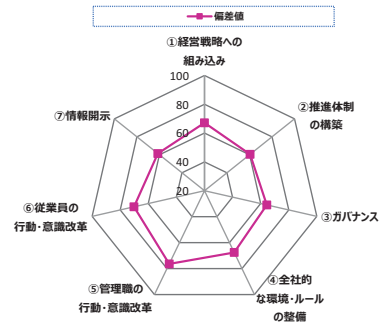 偏差値
①経営戦略への
組み込み
②推進体制
の構築
③ガバナンス
④全社的
な環境・ルール
の整備
⑤管理職の
行動・意識改革
⑥従業員の
行動・意識改革
⑦情報開示
100
80
60
40
20